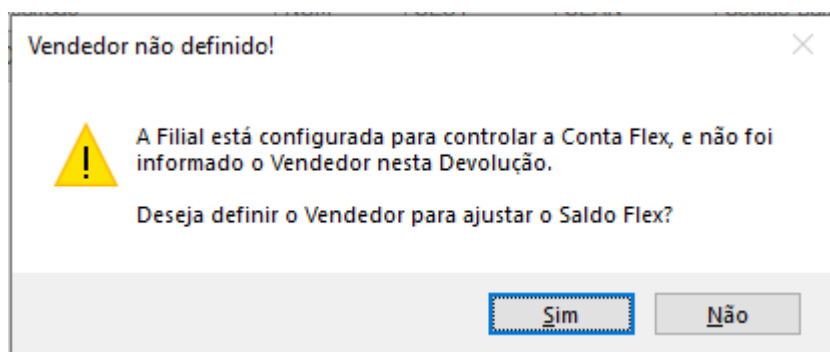 Vendedor não definido!
A Filial está configurada para controlar a Conta Flex, e não foi
informado o Vendedor nesta Devolução.
Deseja definir o Vendedor para ajustar o Saldo Flex?
Sim
Não